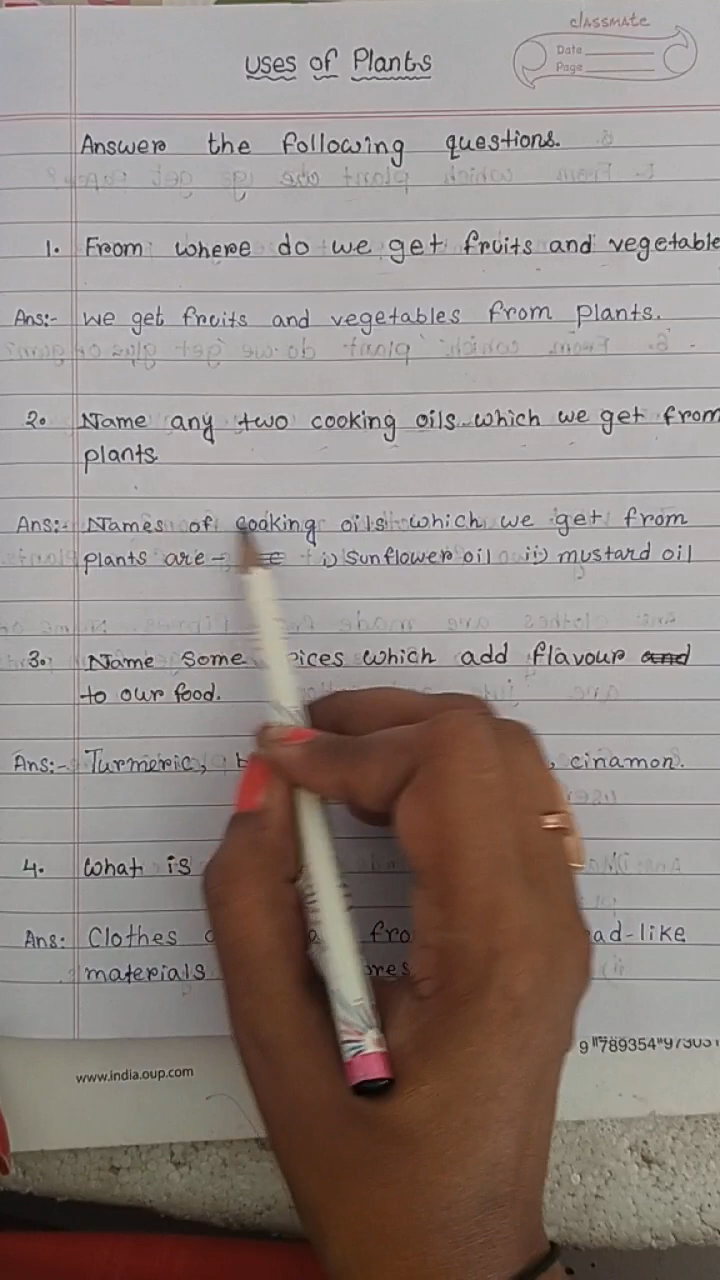 classmate
Date
Page
Uses of Plants
Answer the following questions.
1. From where do we get fruits and vegetable
Ans:- we get fruits and vegetables from plants.
2. Name any two cooking oils which we get from
plants
Ans:- Names of cooking oils which we get from
plants are - i) sunflower oil ii) mustard oil
3. Name some pices which add flavour and
to our food.
Ans:- Turmeric, , cinamon.
4. What is
Ans: Clothes fro ad-like
materials res
www.india.oup.com
9 789354 97303